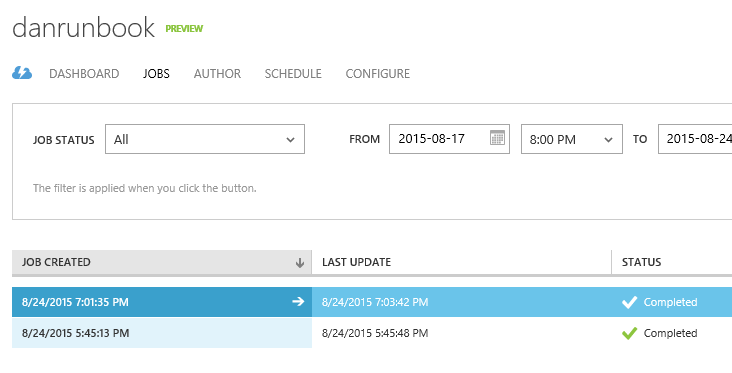 danrunbook PREVIEW
DASHBOARD JOBS AUTHOR SCHEDULE CONFIGURE
JOB STATUS All FROM 2015-08-17 8:00 PM TO 2015-08-24
The filter is applied when you click the button.
JOB CREATED LAST UPDATE STATUS
8/24/2015 7:01:35 PM 8/24/2015 7:03:42 PM Completed
8/24/2015 5:45:13 PM 8/24/2015 5:45:48 PM Completed